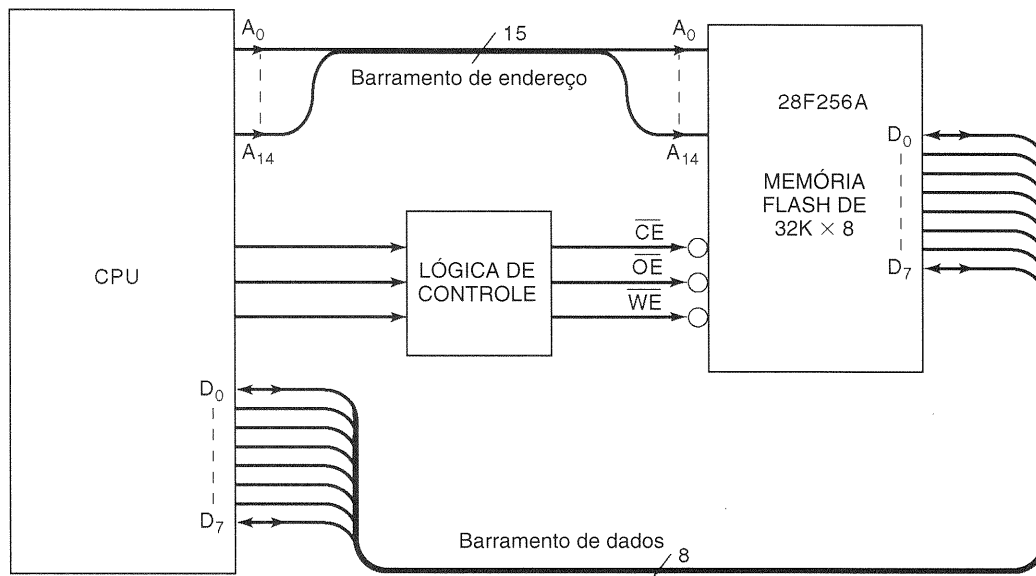 15
A0
A0
Barramento de endereço
28F256A
D0
A14
A14
MEMÓRIA
FLASH DE
32K × 8
CE
CPU
LÓGICA DE
CONTROLE
OE
D7
WE
D0
D7
Barramento de dados
8